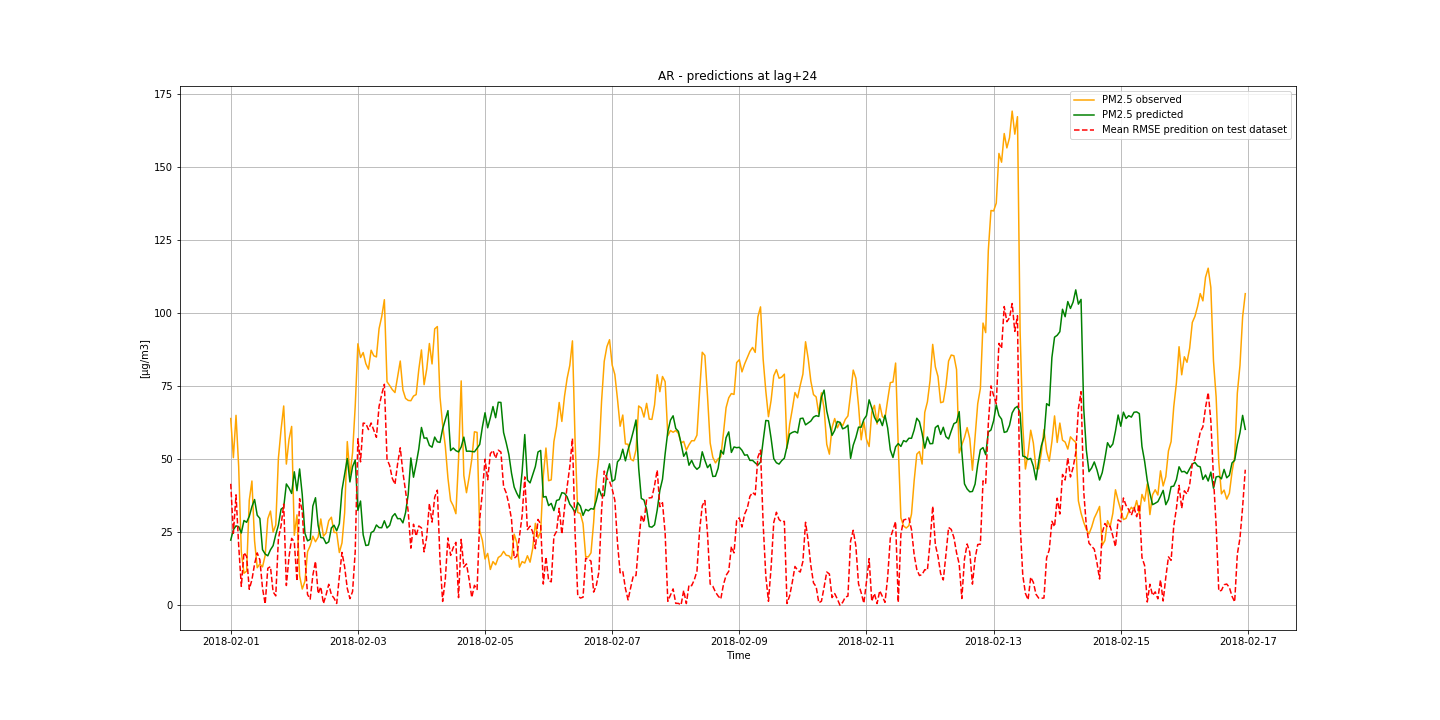 AR - predictions at lag+24
PM2.5 observed
PM2.5 predicted
Mean RMSE predition on test dataset
[µg/m3]
175
150
125
100
75
50
25
0
2018-02-01 2018-02-03 2018-02-05 2018-02-07 2018-02-09 2018-02-11 2018-02-13 2018-02-15 2018-02-17
Time